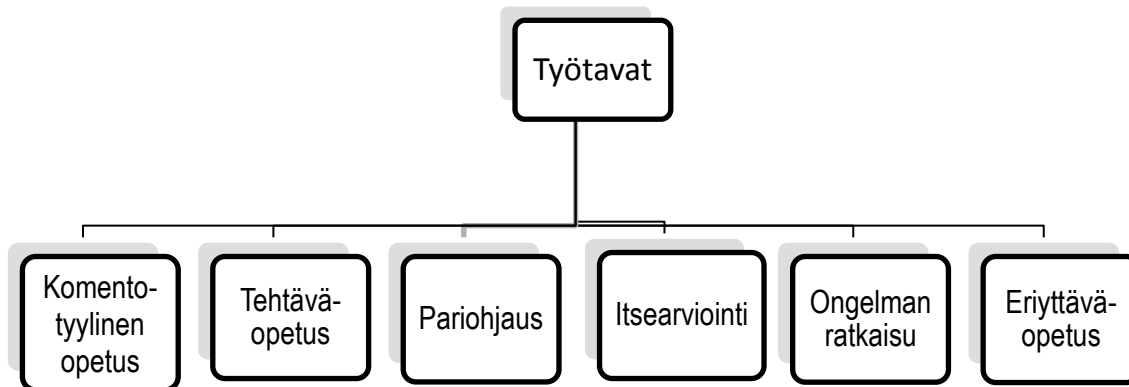 Työtavat
Komento-
tyylinen
opetus
Tehtävä-
opetus
Pariohjaus
Itsearviointi
Ongelman
ratkaisu
Eriyttävä-
opetus